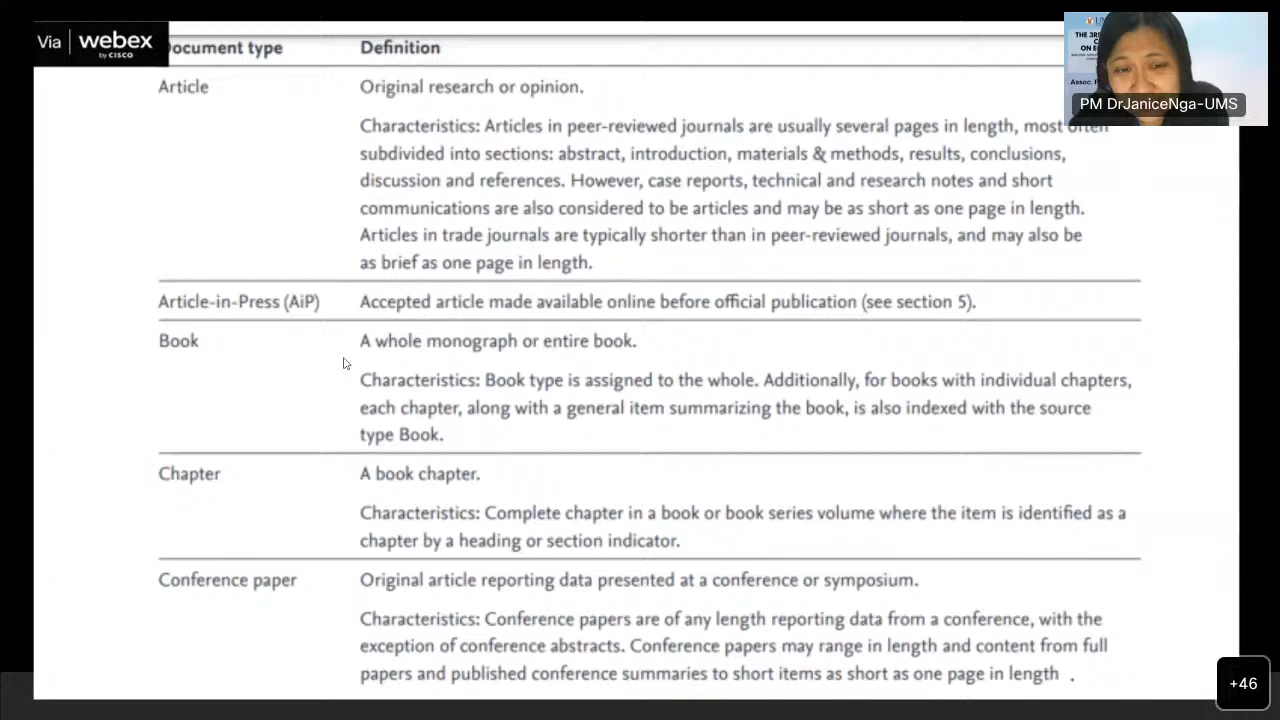 Via webex
by CISCO
Document type Definition
Article Original research or opinion.
Characteristics: Articles in peer-reviewed journals are usually several pages in length, most often
subdivided into sections: abstract, introduction, materials & methods, results, conclusions,
discussion and references. However, case reports, technical and research notes and short
communications are also considered to be articles and may be as short as one page in length.
Articles in trade journals are typically shorter than in peer-reviewed journals, and may also be
as brief as one page in length.
Article-in-Press (AiP) Accepted article made available online before official publication (see section 5).
Book A whole monograph or entire book.
Characteristics: Book type is assigned to the whole. Additionally, for books with individual chapters,
each chapter, along with a general item summarizing the book, is also indexed with the source
type Book.
Chapter A book chapter.
Characteristics: Complete chapter in a book or book series volume where the item is identified as a
chapter by a heading or section indicator.
Conference paper Original article reporting data presented at a conference or symposium.
Characteristics: Conference papers are of any length reporting data from a conference, with the
exception of conference abstracts. Conference papers may range in length and content from full
papers and published conference summaries to short items as short as one page in length .
THE 3R
ON E
Assoc.
PM DrJaniceNga-UMS
+46